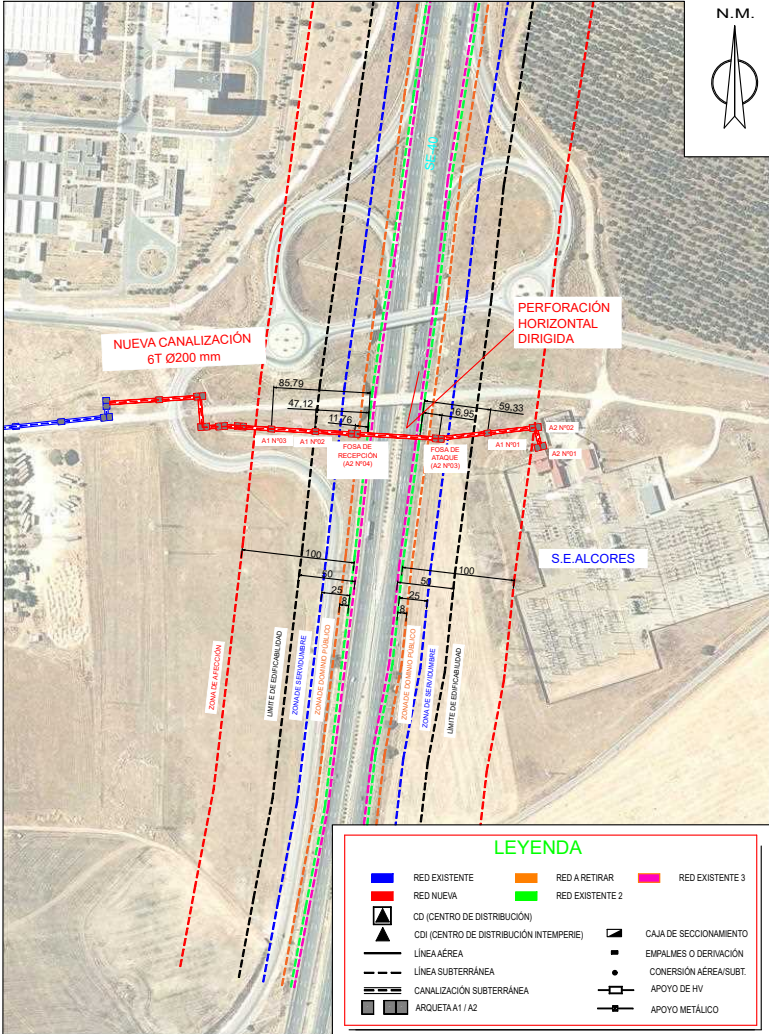 N.M.
SE-40
PERFORACIÓN
HORIZONTAL
DIRIGIDA
NUEVA CANALIZACIÓN
6T Ø200 mm
85.79
47.12
11.76
59.33
16.95
A1 Nº03
A1 Nº02
FOSA DE
RECEPCIÓN
(A2 Nº04)
FOSA DE
ATAQUE
(A2 Nº03)
A1 Nº01
A2 Nº02
A2 Nº01
S.E.ALCORES
100
50
25
8
100
50
25
8
ZONA DE AFECCIÓN
LIMITE DE EDIFICABILIDAD
ZONA DE SERVIDUMBRE
ZONA DE DOMINIO PÚBLICO
ZONA DE DOMINIO PÚBLICO
ZONA DE SERVIDUMBRE
LIMITE DE EDIFICABILIDAD
LEYENDA
RED EXISTENTE
RED A RETIRAR
RED EXISTENTE 3
RED NUEVA
RED EXISTENTE 2
CD (CENTRO DE DISTRIBUCIÓN)
CDI (CENTRO DE DISTRIBUCIÓN INTEMPERIE)
CAJA DE SECCIONAMIENTO
LÍNEA AÉREA
EMPALMES O DERIVACIÓN
LÍNEA SUBTERRÁNEA
CONERSIÓN AÉREA/SUBT.
CANALIZACIÓN SUBTERRÁNEA
APOYO DE HV
ARQUETA A1 / A2
APOYO METÁLICO